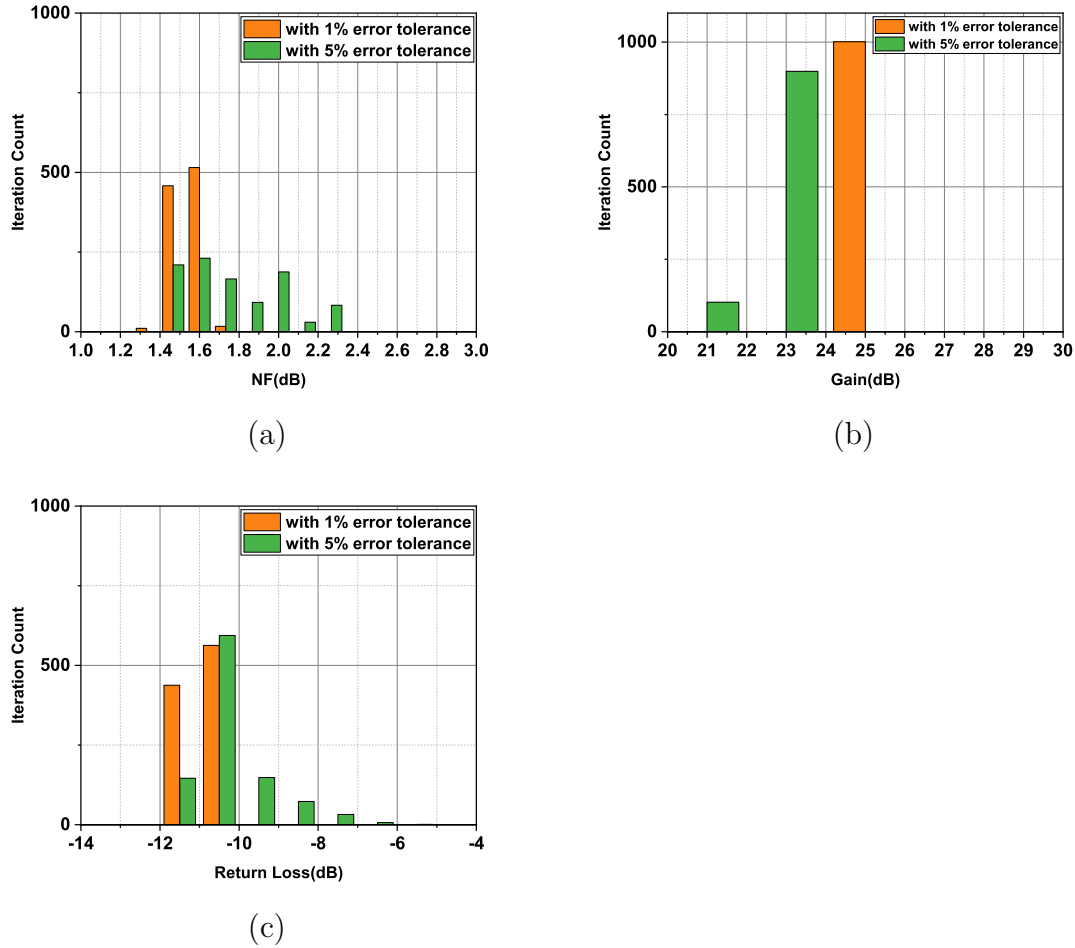 with 1% error tolerance
with 5% error tolerance
1000
750
500
250
0
Iteration Count
1.0 1.2 1.4 1.6 1.8 2.0 2.2 2.4 2.6 2.8 3.0
NF(dB)
(a)
with 1% error tolerance
with 5% error tolerance
1000
500
0
Iteration Count
20 21 22 23 24 25 26 27 28 29 30
Gain(dB)
(b)
with 1% error tolerance
with 5% error tolerance
1000
500
0
Iteration Count
-14 -12 -10 -8 -6 -4
Return Loss(dB)
(c)